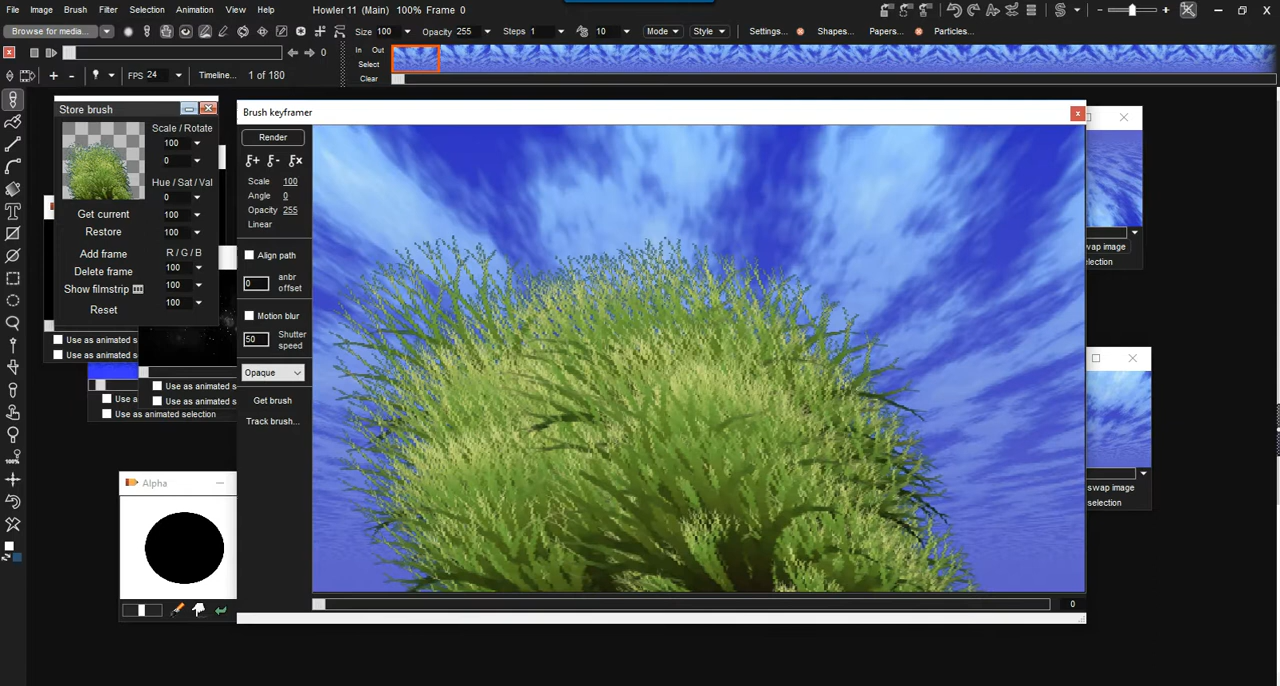 File Image Brush Filter Selection Animation View Help Howler 11 (Main) 100% Frame 0
Browse for media... Size 100 Opacity 255 Steps 1 10 Mode Style Settings... Shapes... Papers... Particles...
0 In Out
Select
FPS 24 Timeline... 1 of 180 Clear
Store brush
Scale / Rotate
100
0
Hue / Sat / Val
0
Get current 100
Restore 100
Add frame R / G / B
Delete frame 100
Show filmstrip 100
Reset 100
Use as animated s
Use as animated s
Use as animated s
Use a
Use as animated s
Use as animated selection
Alpha
Brush keyframer
Render
Scale 100
Angle 0
Opacity 255
Linear
Align path
0 anbr
offset
Motion blur
50 Shutter
speed
Opaque
Get brush
Track brush...
0
wap image
election
swap image
selection
100%